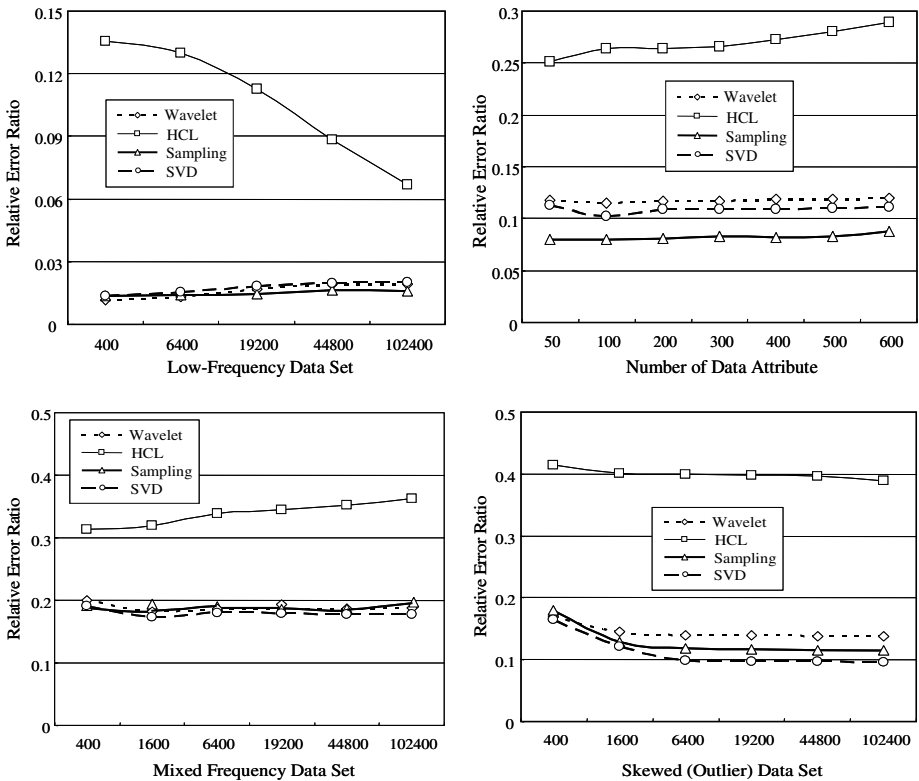 0.15
0.12
0.09
0.06
0.03
0
Relative Error Ratio
Wavelet
HCL
Sampling
SVD
400 6400 19200 44800 102400
Low-Frequency Data Set
0.3
0.25
0.2
0.15
0.1
0.05
0
Relative Error Ratio
Wavelet
HCL
Sampling
SVD
50 100 200 300 400 500 600
Number of Data Attribute
0.5
0.4
0.3
0.2
0.1
0
Relative Error Ratio
Wavelet
HCL
Sampling
SVD
400 1600 6400 19200 44800 102400
Mixed Frequency Data Set
0.5
0.4
0.3
0.2
0.1
0
Relative Error Ratio
Wavelet
HCL
Sampling
SVD
400 1600 6400 19200 44800 102400
Skewed (Outlier) Data Set